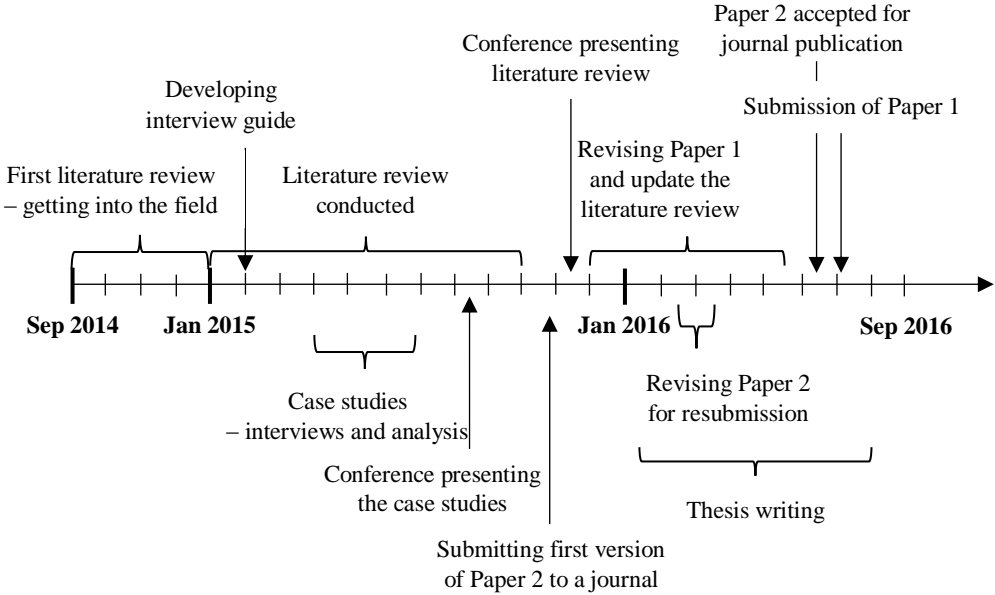 Paper 2 accepted for
journal publication
Conference presenting
literature review
Submission of Paper 1
Developing
interview guide
Revising Paper 1
and update the
literature review
First literature review
– getting into the field
Literature review
conducted
Sep 2014
Jan 2015
Jan 2016
Sep 2016
Case studies
– interviews and analysis
Revising Paper 2
for resubmission
Conference presenting
the case studies
Thesis writing
Submitting first version
of Paper 2 to a journal